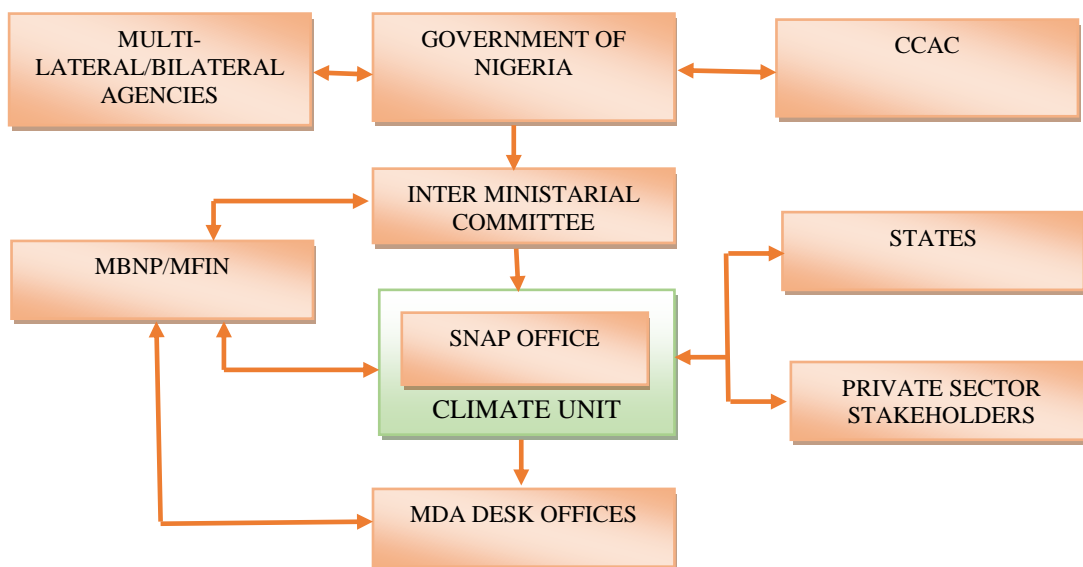 MULTI-
LATERAL/BILATERAL
AGENCIES
GOVERNMENT OF
NIGERIA
CCAC
INTER MINISTARIAL
COMMITTEE
MBNP/MFIN
STATES
SNAP OFFICE
CLIMATE UNIT
PRIVATE SECTOR
STAKEHOLDERS
MDA DESK OFFICES